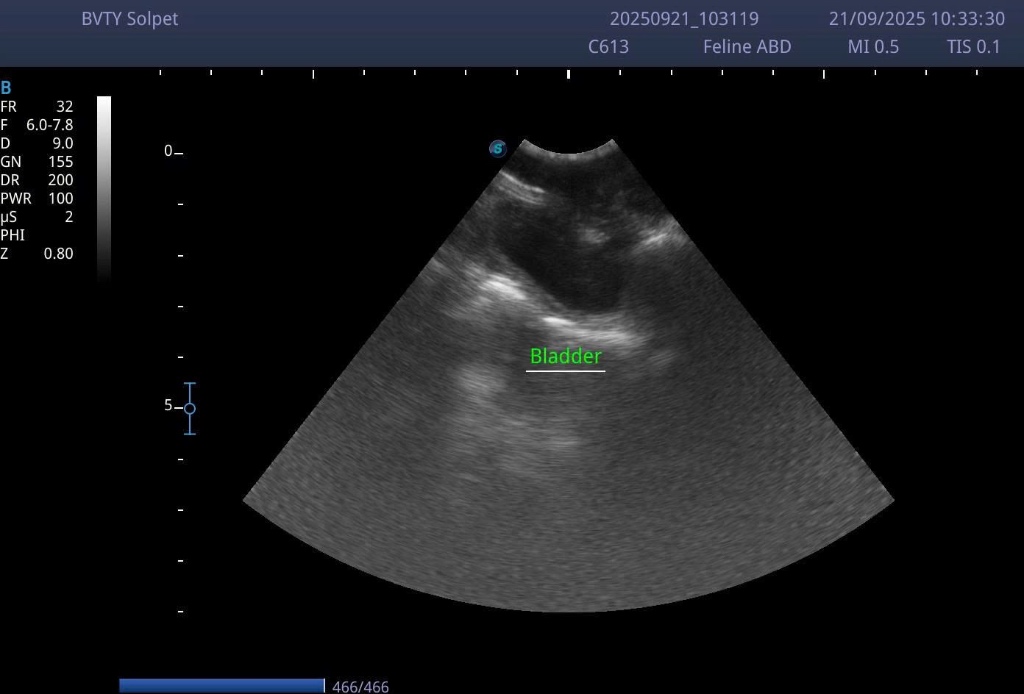 BVTY Solpet 20250921_103119 21/09/2025 10:33:30
C613 Feline ABD MI 0.5 TIS 0.1
B
FR 32
F 6.0-7.8
D 9.0
GN 155
DR 200
PWR 100
µS 2
PHI
Z 0.80
S
0
Bladder
5
466/466